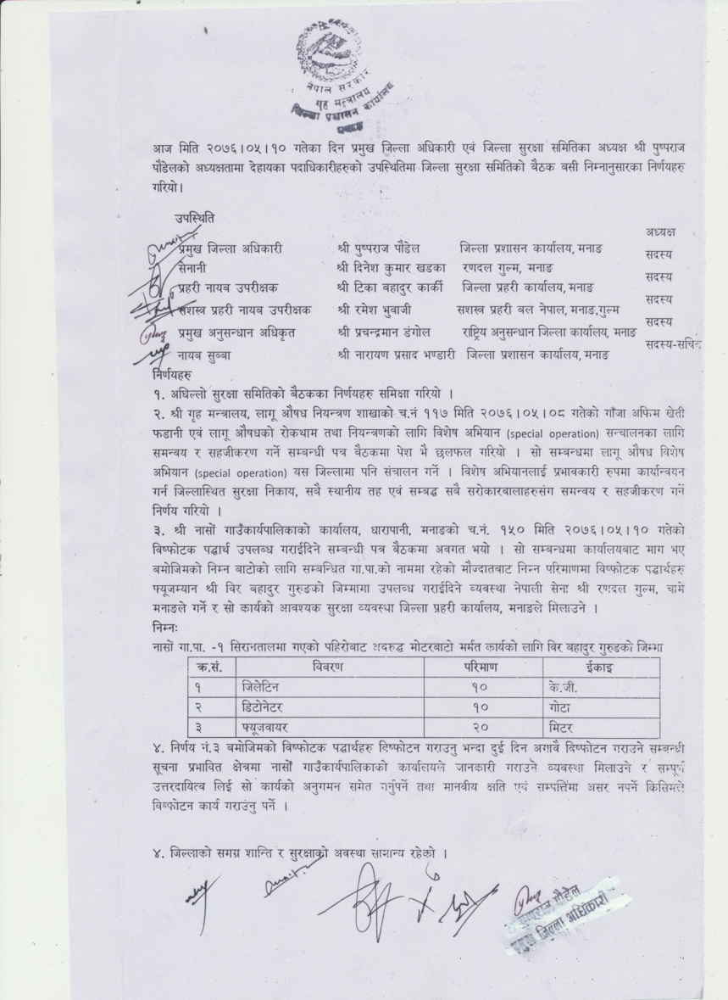 नेपाल सरकार
गृह मन्त्रालय
जिल्ला प्रशासन कार्यालय
आज मिति २०७६।०५।१० गतेका दिन प्रमुख जिल्ला अधिकारी एवं जिल्ला सुरक्षा समितिका अध्यक्ष श्री पुष्पराज
पौडेलको अध्यक्षतामा देहायका पदाधिकारीहरुको उपस्थितिमा जिल्ला सुरक्षा समितिको बैठक बसी निम्नानुसारका निर्णयहरु
गरियो।
उपस्थिति
अध्यक्ष
प्रमुख जिल्ला अधिकारी श्री पुष्पराज पौडेल जिल्ला प्रशासन कार्यालय, मनाङ
सदस्य
सेनानी श्री दिनेश कुमार खडका रणदल गुल्म, मनाङ
सदस्य
प्रहरी नायब उपरीक्षक श्री टिका बहादुर कार्की जिल्ला प्रहरी कार्यालय, मनाङ
सदस्य
सशस्त्र प्रहरी नायब उपरीक्षक श्री रमेश भुवाजी सशस्त्र प्रहरी बल नेपाल, मनाङ,गुल्म
सदस्य
प्रमुख अनुसन्धान अधिकृत श्री प्रचन्दमान डंगोल राष्ट्रिय अनुसन्धान जिल्ला कार्यालय, मनाङ
सदस्य-सचिव
नायब सुब्बा श्री नारायण प्रसाद भण्डारी जिल्ला प्रशासन कार्यालय, मनाङ
निर्णयहरु
१. अघिल्लो सुरक्षा समितिको बैठकका निर्णयहरु समिक्षा गरियो ।
२. श्री गृह मन्त्रालय, लागू औषध नियन्त्रण शाखाको च.नं ११७ मिति २०७६।०५।०८ गतेको गाँजा अफिम खेती
फडानी एवं लागू औषधको रोकथाम तथा नियन्त्रणको लागि विशेष अभियान (special operation) सन्चालनका लागि
समन्वय र सहजीकरण गर्ने सम्बन्धी पत्र बैठकमा पेश भै छलफल गरियो । सो सम्बन्धमा लागू औषध विशेष
अभियान (special operation) यस जिल्लामा पनि संचालन गर्ने । विशेष अभियानलाई प्रभावकारी रुपमा कार्यान्वयन
गर्न जिल्लास्थित सुरक्षा निकाय, सबै स्थानीय तह एवं सम्बद्ध सबै सरोकारवालाहरुसंग समन्वय र सहजीकरण गर्ने
निर्णय गरियो ।
३. श्री नासों गाउँकार्यपालिकाको कार्यालय, धारापानी, मनाङको च.नं. १५० मिति २०७६।०५।१० गतेको
विष्फोटक पद्धार्थ उपलब्ध गराईदिने सम्बन्धी पत्र बैठकमा अवगत भयो । सो सम्बन्धमा कार्यालयबाट माग भए
बमोजिमको निम्न बाटोको लागि सम्बन्धित गा.पा.को नाममा रहेको मौज्दातबाट निम्न परिमाणमा विष्फोटक पद्धार्थहरु
फ्यूजम्यान श्री विर बहादुर गुरुङको जिम्मामा उपलब्ध गराईदिने व्यवस्था नेपाली सेना श्री रणदल गुल्म, चामे
मनाङले गर्ने र सो कार्यको आवश्यक सुरक्षा व्यवस्था जिल्ला प्रहरी कार्यालय, मनाङले मिलाउने ।
निम्नः
नासों गा.पा. -१ सिरानतालमा गएको पहिरोबाट अवरुद्ध मोटरबाटो मर्मत कार्यको लागि विर बहादुर गुरुङको जिम्मा
क्र.सं. विवरण परिमाण ईकाइ
१ जिलेटिन १० के.जी.
२ डिटोनेटर १० गोटा
३ फ्यूजवायर २० मिटर
४. निर्णय नं.३ बमोजिमको विष्फोटक पद्धार्थहरु विष्फोटन गराउनु भन्दा दुई दिन अगावै विष्फोटन गराउने सम्बन्धी
सूचना प्रभावित क्षेत्रमा नासों गाउँकार्यपालिकाको कार्यालयले जानकारी गराउने व्यवस्था मिलाउने र सम्पूर्ण
उत्तरदायित्व लिई सो कार्यको अनुगमन समेत गर्नुपर्ने तथा मानवीय क्षति एवं सम्पत्तिमा असर नपर्ने किसिमले
विष्फोटन कार्य गराउनु पर्ने ।
४. जिल्लाको समग्र शान्ति र सुरक्षाको अवस्था सामान्य रहेको ।
पुष्पराज पौडेल
प्रमुख जिल्ला अधिकारी